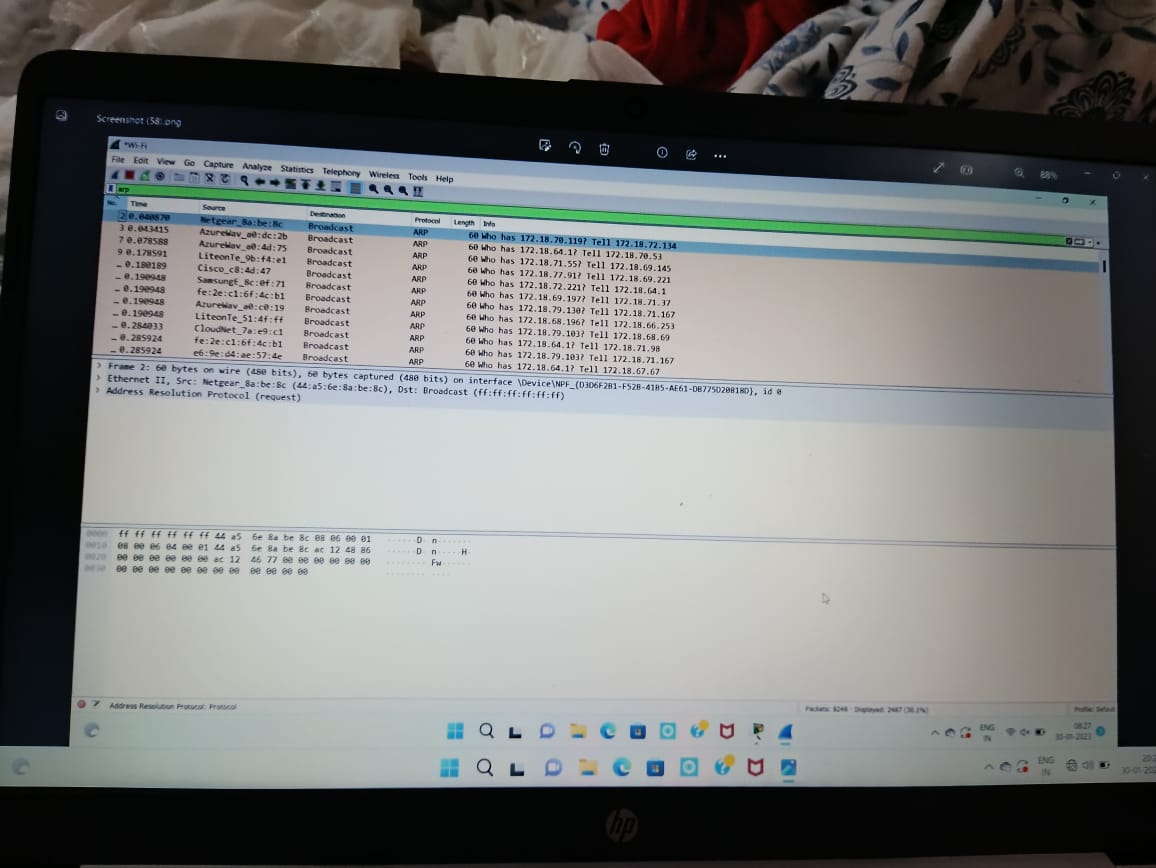 Screenshot (58).png
88%
*Wi-Fi
File Edit View Go Capture Analyze Statistics Telephony Wireless Tools Help
arp
No. Time Source Destination Protocol Length Info
2 0.040870 Netgear_8a:be:8c Broadcast ARP 60 Who has 172.18.70.119? Tell 172.18.72.134
3 0.043415 AzureWav_a0:dc:2b Broadcast ARP 60 Who has 172.18.64.1? Tell 172.18.70.53
7 0.078588 AzureWav_a0:4d:75 Broadcast ARP 60 Who has 172.18.71.55? Tell 172.18.69.145
9 0.178591 LiteonTe_9b:f4:e1 Broadcast ARP 60 Who has 172.18.77.91? Tell 172.18.69.221
… 0.180189 Cisco_c8:4d:47 Broadcast ARP 60 Who has 172.18.72.221? Tell 172.18.64.1
… 0.190948 SamsungE_8c:0f:71 Broadcast ARP 60 Who has 172.18.69.197? Tell 172.18.71.37
… 0.190948 fe:2e:c1:6f:4c:b1 Broadcast ARP 60 Who has 172.18.79.130? Tell 172.18.71.167
… 0.190948 AzureWav_a0:c0:19 Broadcast ARP 60 Who has 172.18.68.196? Tell 172.18.66.253
… 0.284033 LiteonTe_51:4f:ff Broadcast ARP 60 Who has 172.18.79.103? Tell 172.18.68.69
… 0.285924 CloudNet_7a:e9:c1 Broadcast ARP 60 Who has 172.18.64.1? Tell 172.18.71.98
… 0.285924 fe:2e:c1:6f:4c:b1 Broadcast ARP 60 Who has 172.18.79.103? Tell 172.18.71.167
e6:9e:d4:ae:57:4e Broadcast ARP 60 Who has 172.18.64.1? Tell 172.18.67.67
Frame 2: 60 bytes on wire (480 bits), 60 bytes captured (480 bits) on interface \Device\NPF_{D3D6F2B1-F52B-41B5-AE61-DB775D20818D}, id 0
Ethernet II, Src: Netgear_8a:be:8c (44:a5:6e:8a:be:8c), Dst: Broadcast (ff:ff:ff:ff:ff:ff)
Address Resolution Protocol (request)
0000 ff ff ff ff ff ff 44 a5 6e 8a be 8c 08 06 00 01 ······D· n·······
0010 08 00 06 04 00 01 44 a5 6e 8a be 8c ac 12 48 86 ······D· n·····H·
0020 00 00 00 00 00 00 ac 12 46 77 00 00 00 00 00 00 ········ Fw······
0030 00 00 00 00 00 00 00 00 00 00 00 00 ········ ····
Address Resolution Protocol: Protocol
Packets: 6249 · Displayed: 2487 (38.1%)
Profile: Default
ENG
IN
08:27
30-01-2023
ENG
IN
30-01-202
hp